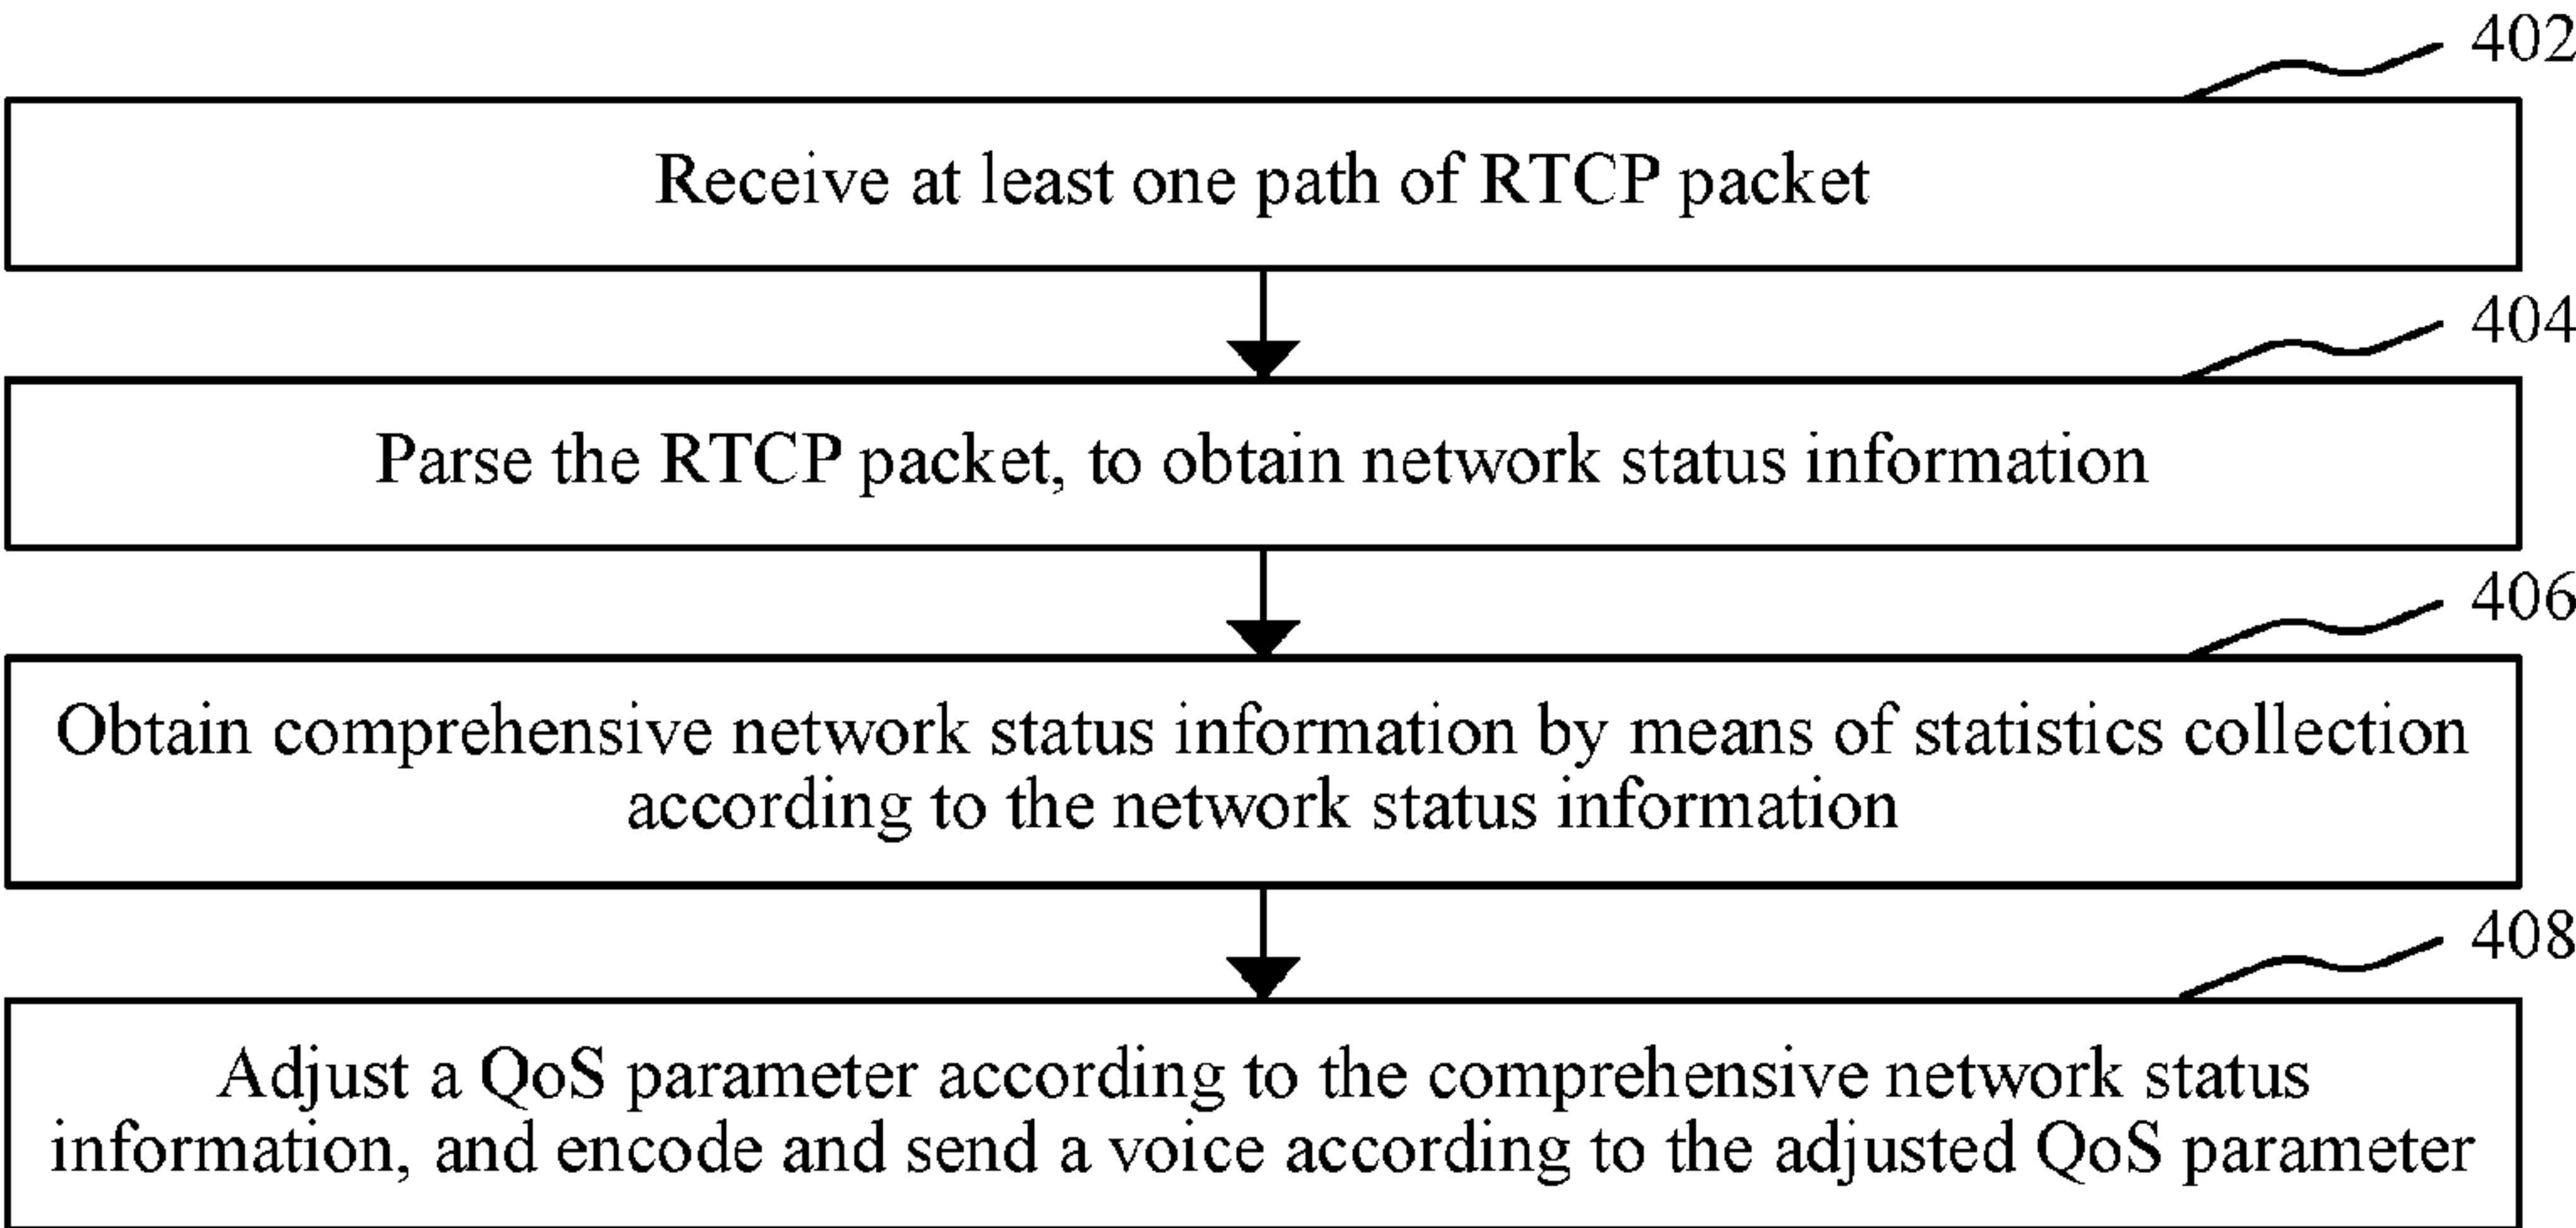 402
Receive at least one path of RTCP packet
404
Parse the RTCP packet, to obtain network status information
406
Obtain comprehensive network status information by means of statistics collection
according to the network status information
408
Adjust a QoS parameter according to the comprehensive network status
information, and encode and send a voice according to the adjusted QoS parameter